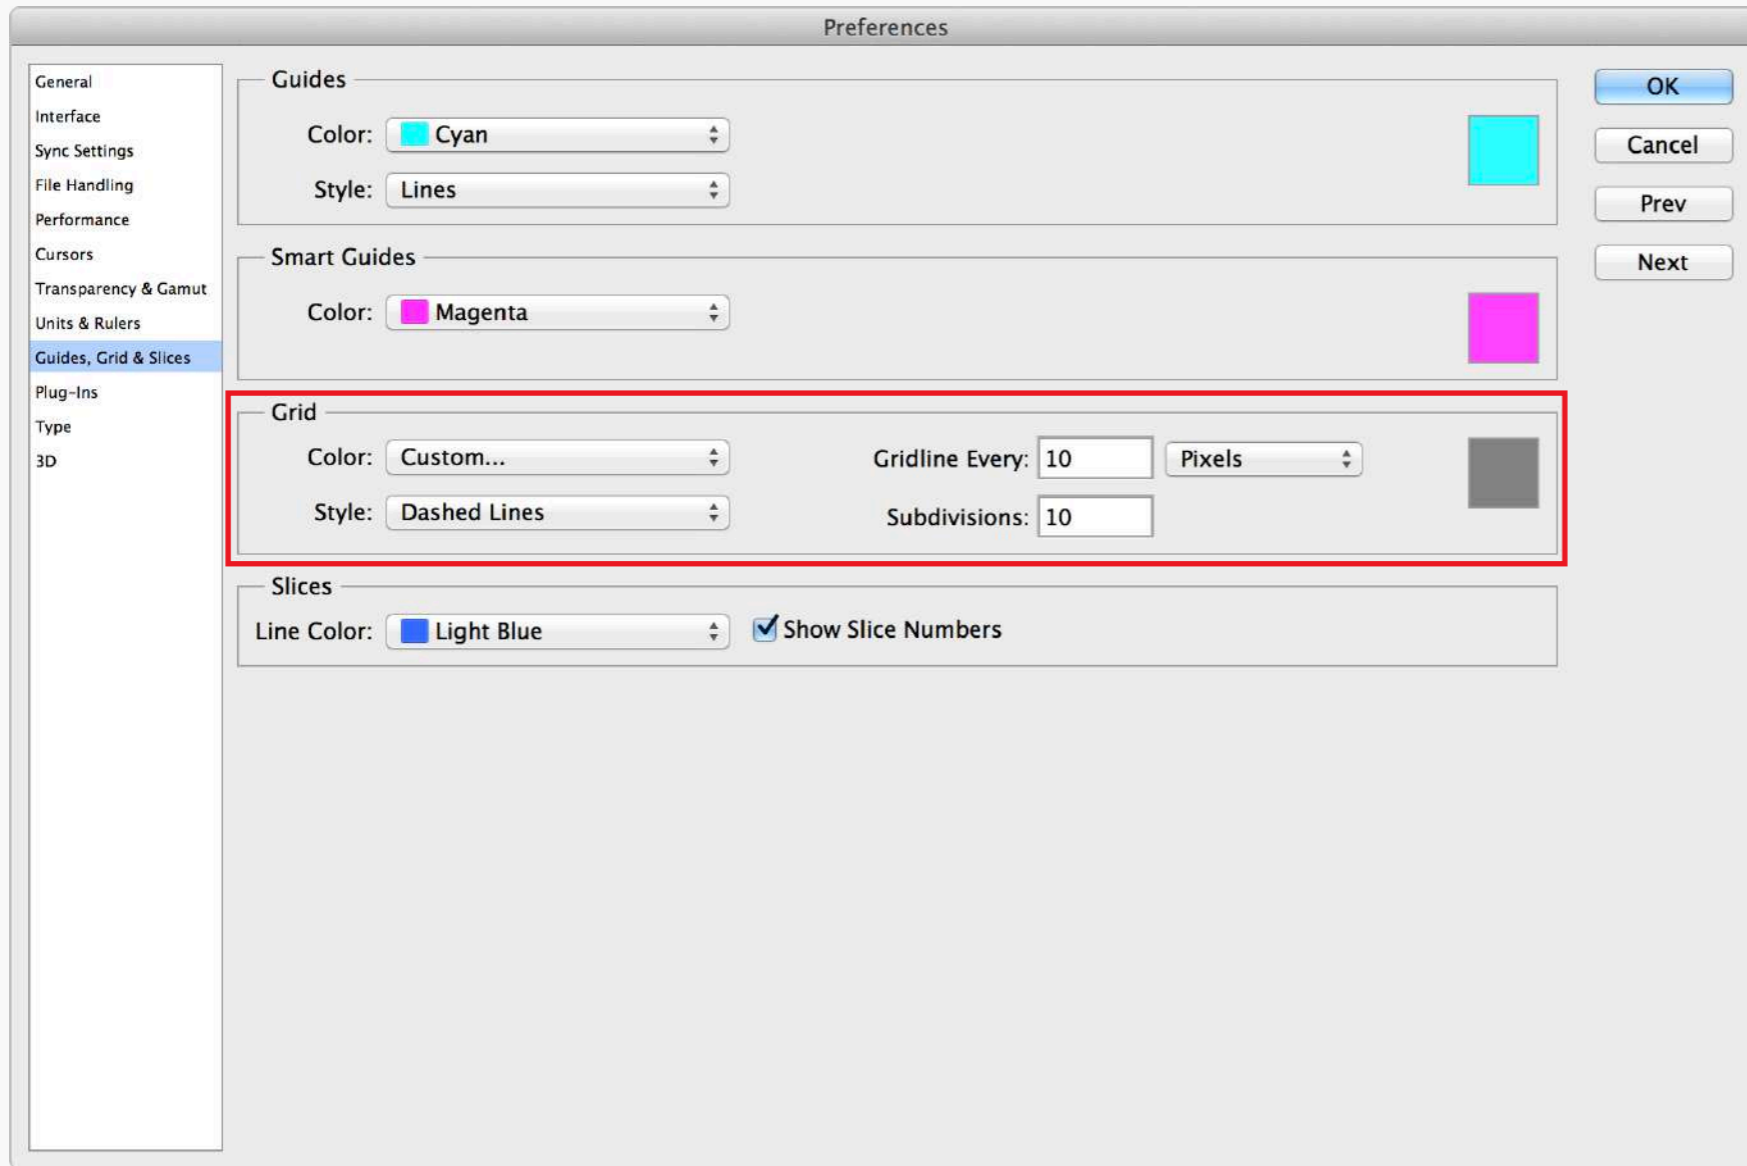 Preferences
General
Interface
Sync Settings
File Handling
Performance
Cursors
Transparency & Gamut
Units & Rulers
Guides, Grid & Slices
Plug-Ins
Type
3D
Guides
Color: Cyan
Style: Lines
Smart Guides
Color: Magenta
Grid
Color: Custom... Gridline Every: 10 Pixels
Style: Dashed Lines Subdivisions: 10
Slices
Line Color: Light Blue Show Slice Numbers
OK
Cancel
Prev
Next